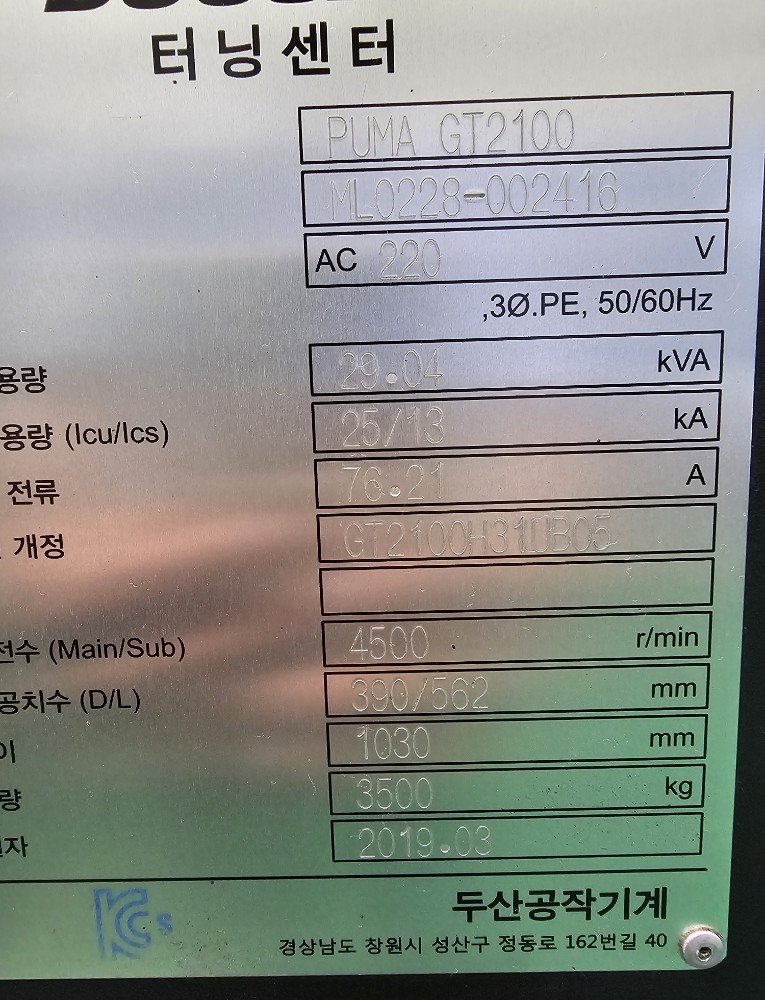 터닝센터
PUMA GT2100
ML0228-002416
AC 220 V
,3Ø.PE, 50/60Hz
용량 29.04 kVA
용량 (Icu/Ics) 25/13 kA
전류 76.21 A
개정 GT2100H31UB05
전수 (Main/Sub) 4500 r/min
공치수 (D/L) 390/562 mm
이 1030 mm
량 3500 kg
자 2019.03
KCs
두산공작기계
경상남도 창원시 성산구 정동로 162번길 40